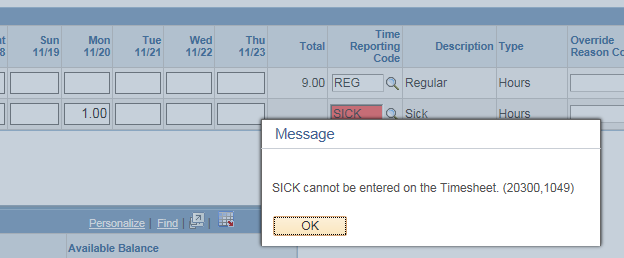 at Sun Mon Tue Wed Thu Time Override
8 11/19 11/20 11/21 11/22 11/23 Total Reporting Code Description Type Reason Co
9.00 REG Regular Hours
1.00 SICK Sick Hours
Message
SICK cannot be entered on the Timesheet. (20300,1049)
OK
Personalize | Find |
Available Balance